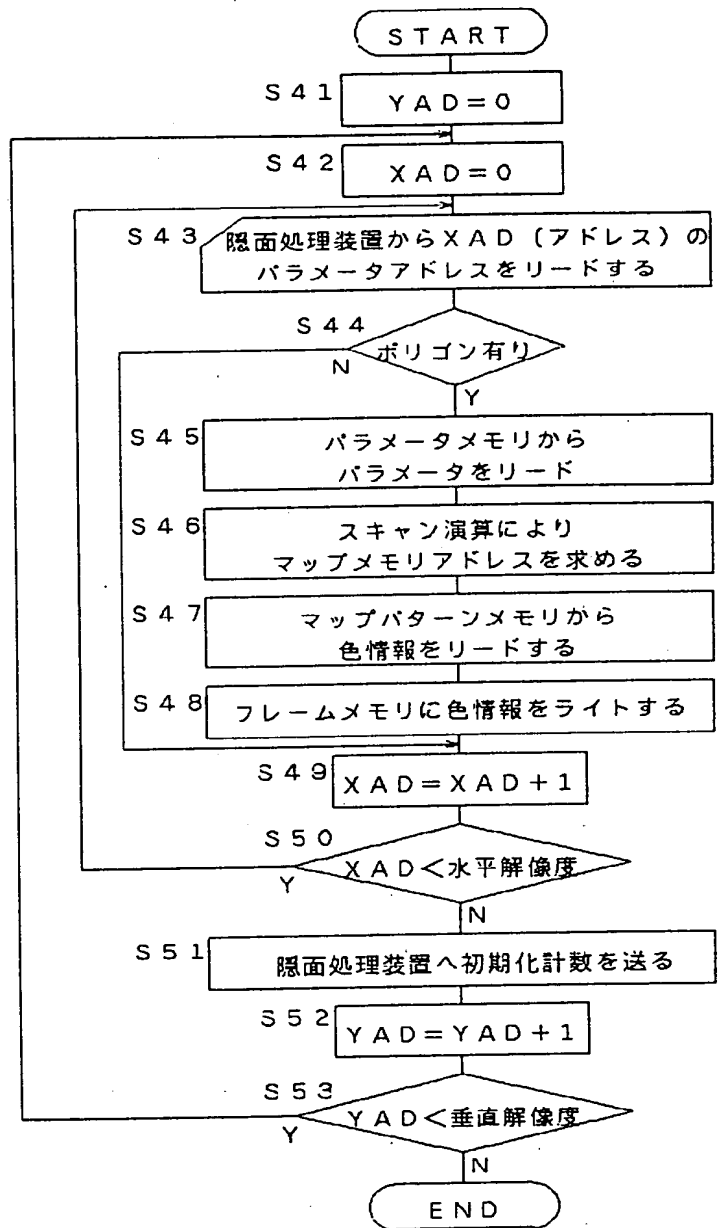 START
S41
YAD=0
S42
XAD=0
S43
隠面処理装置からXAD(アドレス)の
パラメータアドレスをリードする
S44
ポリゴン有り
N
Y
S45
パラメータメモリから
パラメータをリード
S46
スキャン演算により
マップメモリアドレスを求める
S47
マップパターンメモリから
色情報をリードする
S48
フレームメモリに色情報をライトする
S49
XAD=XAD+1
S50
XAD<水平解像度
Y
N
S51
隠面処理装置へ初期化計数を送る
S52
YAD=YAD+1
S53
YAD<垂直解像度
Y
N
END